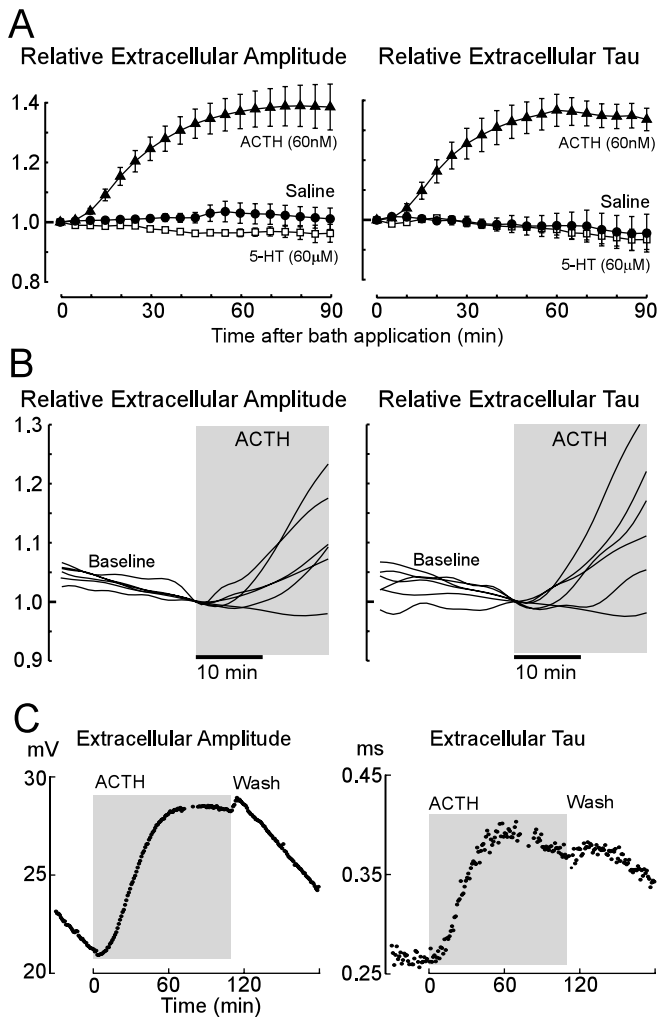 A
Relative Extracellular Amplitude
Relative Extracellular Tau
1.4
1.2
1.0
0.8
ACTH (60nM)
Saline
5-HT (60µM)
ACTH (60nM)
Saline
5-HT (60µM)
0 30 60 90
0 30 60 90
Time after bath application (min)
B
Relative Extracellular Amplitude
Relative Extracellular Tau
1.3
1.2
1.1
1.0
0.9
ACTH
Baseline
10 min
ACTH
Baseline
10 min
C
Extracellular Amplitude
Extracellular Tau
mV
30
25
20
ACTH
Wash
0 60 120
Time (min)
ms
0.45
0.35
0.25
ACTH
Wash
0 60 120